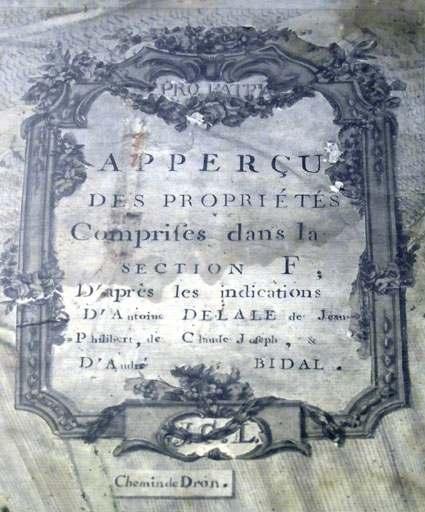 PRO PATRI
APPERÇU
DES PROPRIÉTÉS
Comprises dans la
SECTION F,
D'après les indications
D'Antoine DELALE de Jean
Philibert, de Claude Joseph, &
D'André BIDAL.
J.C.L.
Chemin de Dron.